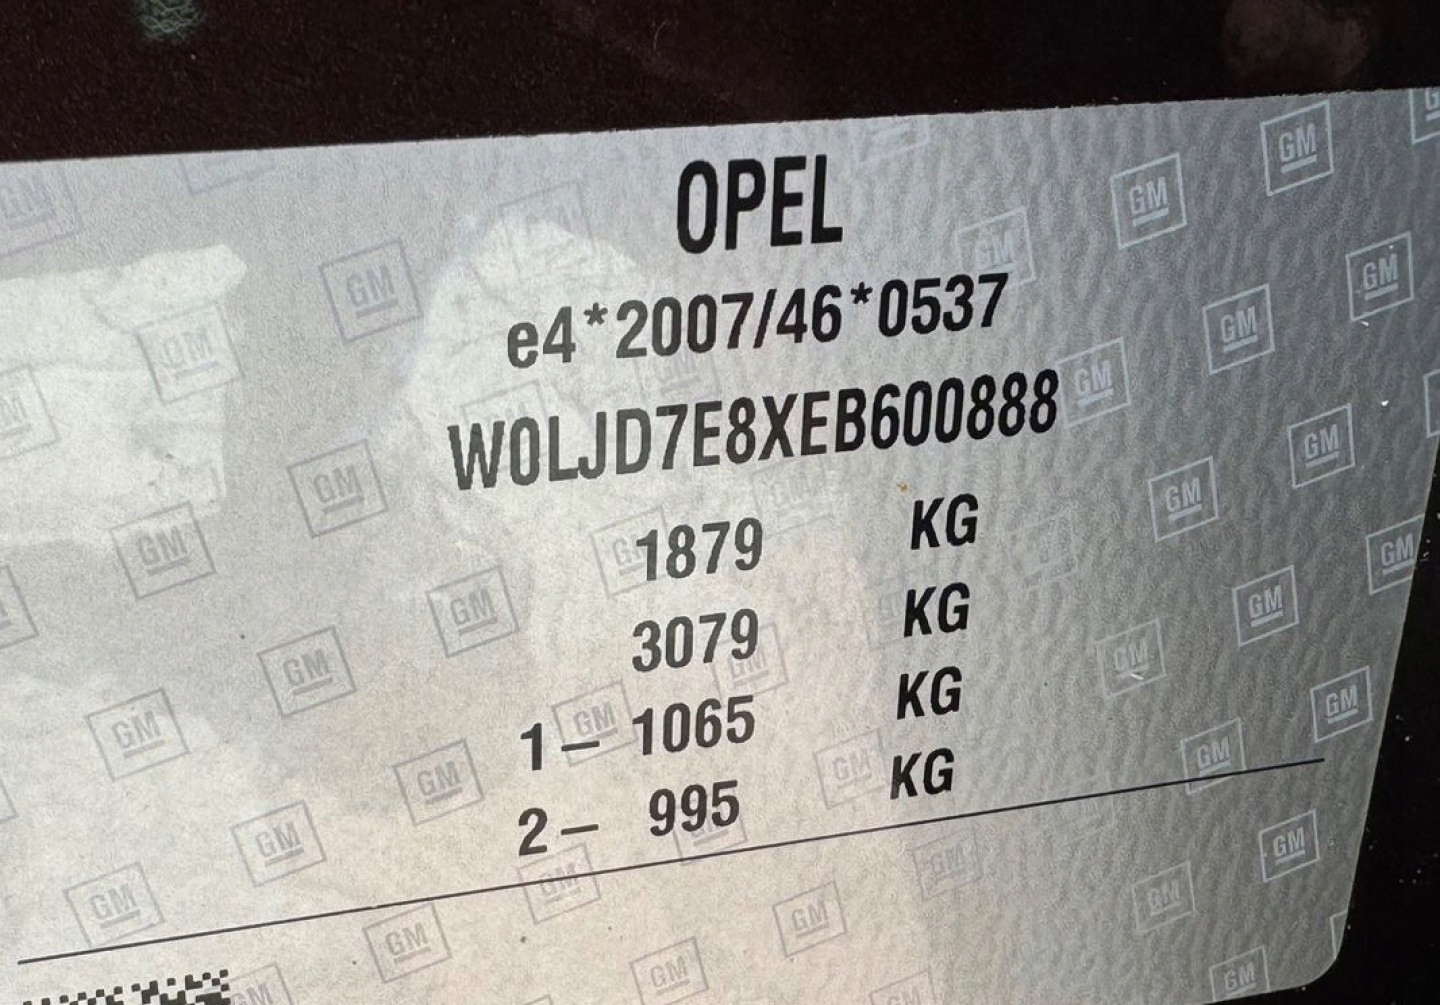 OPEL
e4*2007/46*0537
W0LJD7E8XEB600888
1879 KG
3079 KG
1– 1065 KG
2– 995 KG